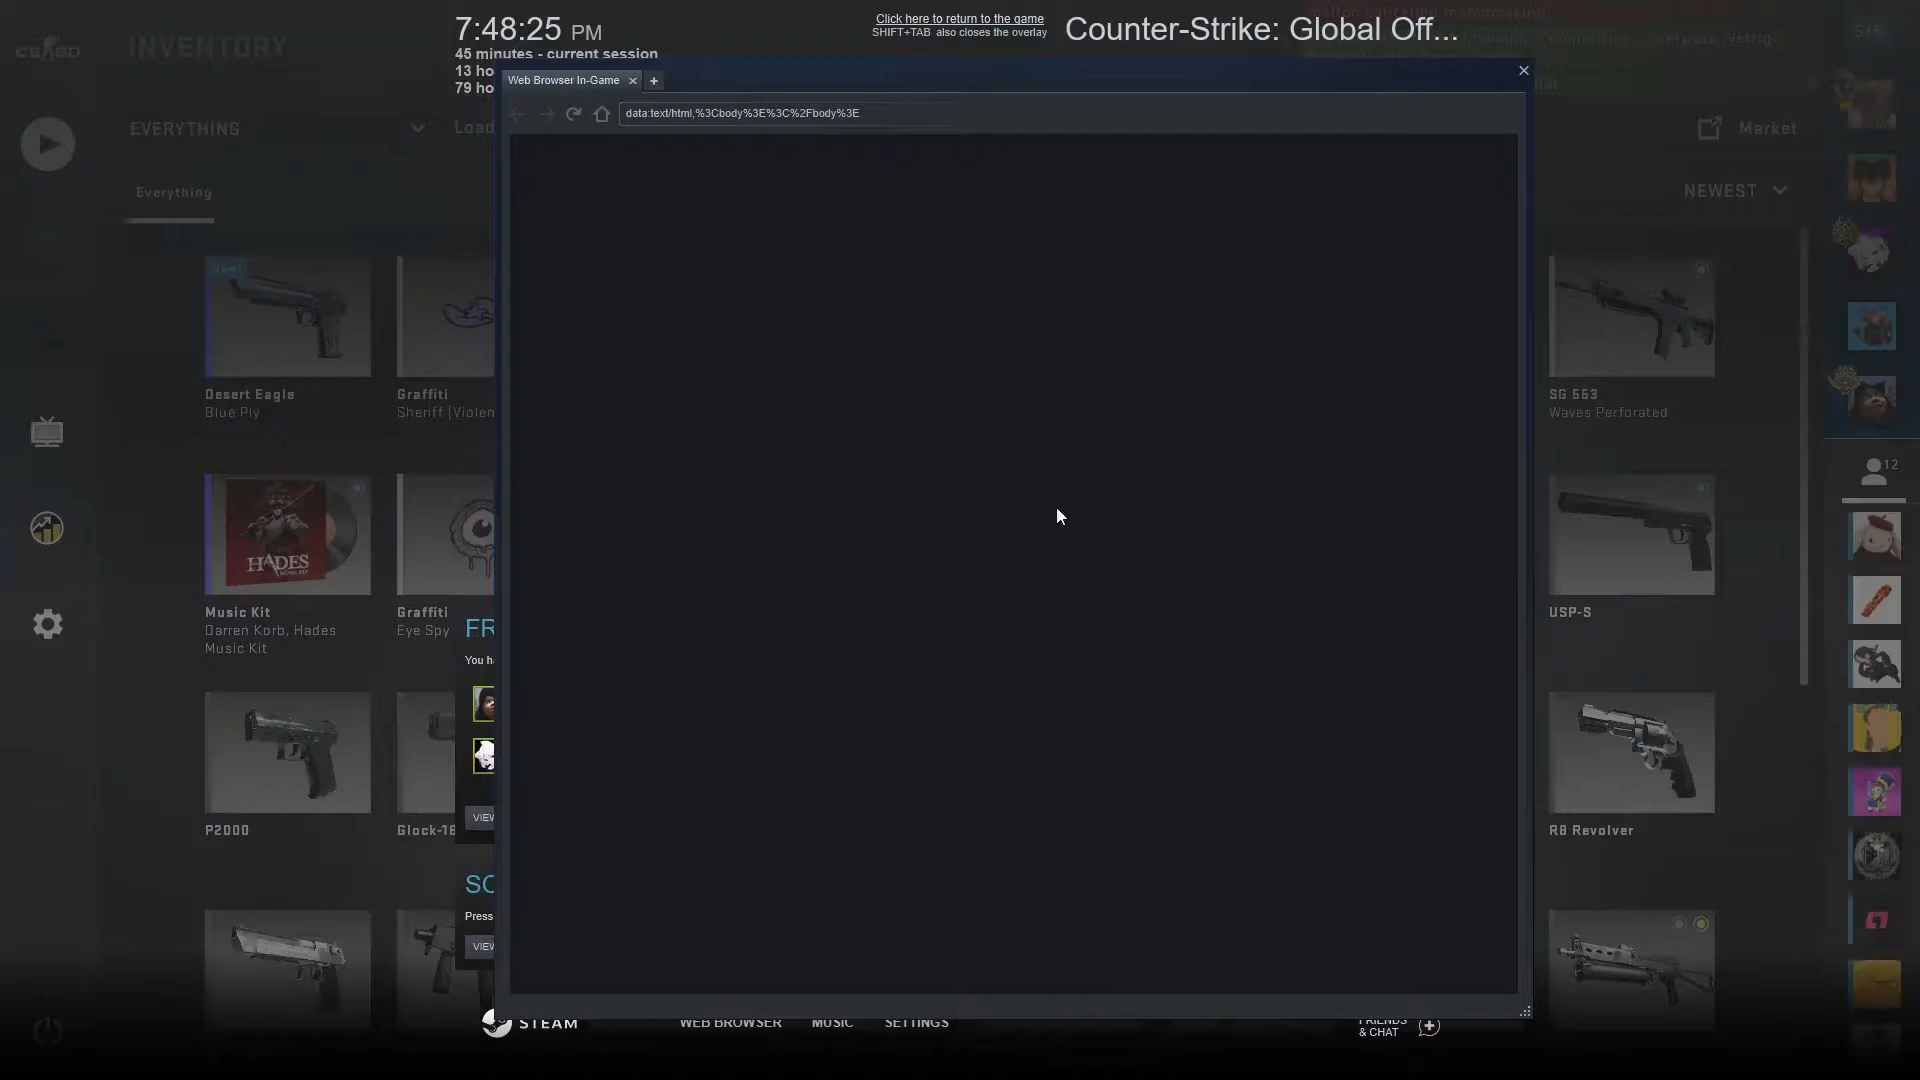 7:48:25 PM
Click here to return to the game
SHIFT+TAB also closes the overlay
Counter-Strike: Global Off...
45 minutes - current session
13 ho
79 ho
Web Browser In-Game
data:text/html,%3Cbody%3E%3C%2Fbody%3E
CS:GO
INVENTORY
EVERYTHING
Load
Market
Everything
NEWEST
Desert Eagle
Blue Ply
Graffiti
Sheriff (Violen
SG 553
Waves Perforated
12
HADES
Music Kit
Darren Korb, Hades
Music Kit
Graffiti
Eye Spy
USP-S
FR
You ha
VIEW
P2000
Glock-18
R8 Revolver
SC
Press
VIEW
STEAM
WEB BROWSER
MUSIC
SETTINGS
FRIENDS
& CHAT